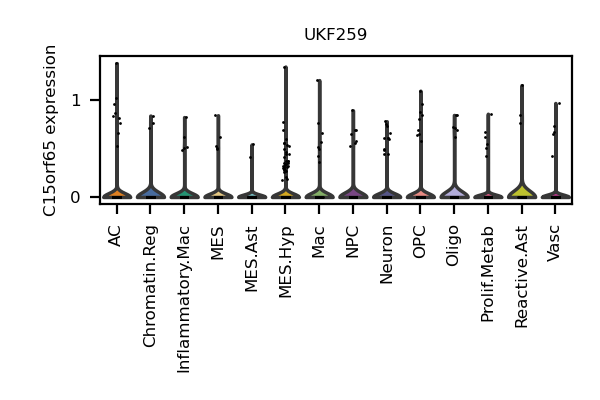 UKF259
C15orf65 expression
1
0
AC
Chromatin.Reg
Inflammatory.Mac
MES
MES.Ast
MES.Hyp
Mac
NPC
Neuron
OPC
Oligo
Prolif.Metab
Reactive.Ast
Vasc